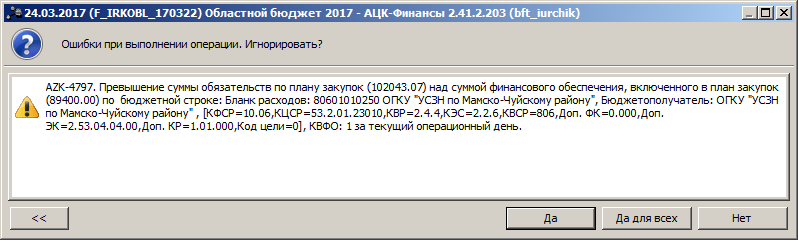 24.03.2017 (F_IRKOBL_170322) Областной бюджет 2017 - АЦК-Финансы 2.41.2.203 (bft_iurchik)
Ошибки при выполнении операции. Игнорировать?
AZK-4797. Превышение суммы обязательств по плану закупок (102043.07) над суммой финансового обеспечения, включенного в план закупок
(89400.00) по  бюджетной строке: Бланк расходов: 80601010250 ОГКУ "УСЗН по Мамско-Чуйскому району", Бюджетополучатель: ОГКУ "УСЗН
по Мамско-Чуйскому району" , [КФСР=10.06,КЦСР=53.2.01.23010,КВР=2.4.4,КЭС=2.2.6,КВСР=806,Доп. ФК=0.000,Доп.
ЭК=2.53.04.04.00,Доп. КР=1.01.000,Код цели=0], КВФО: 1 за текущий операционный день.
<<
Да
Да для всех
Нет